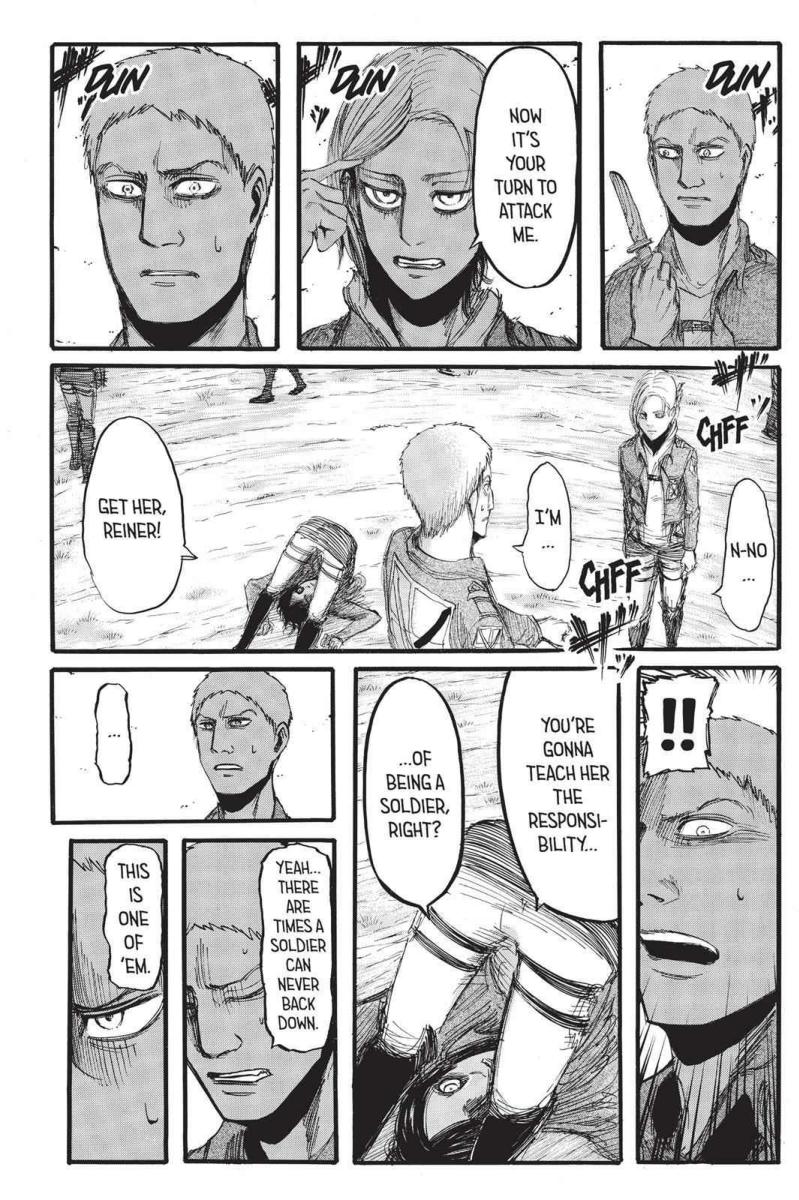 DUN
NOW
IT'S
YOUR
TURN TO
ATTACK
ME.
DUN
DUN
CHFF
N-NO
...
CHFF
I'M
...
GET HER,
REINER!
!!
YOU'RE
GONNA
TEACH HER
THE
RESPONSI-
BILITY...
...OF
BEING A
SOLDIER,
RIGHT?
...
YEAH...
THERE
ARE
TIMES A
SOLDIER
CAN
NEVER
BACK
DOWN.
THIS
IS
ONE
OF
'EM.